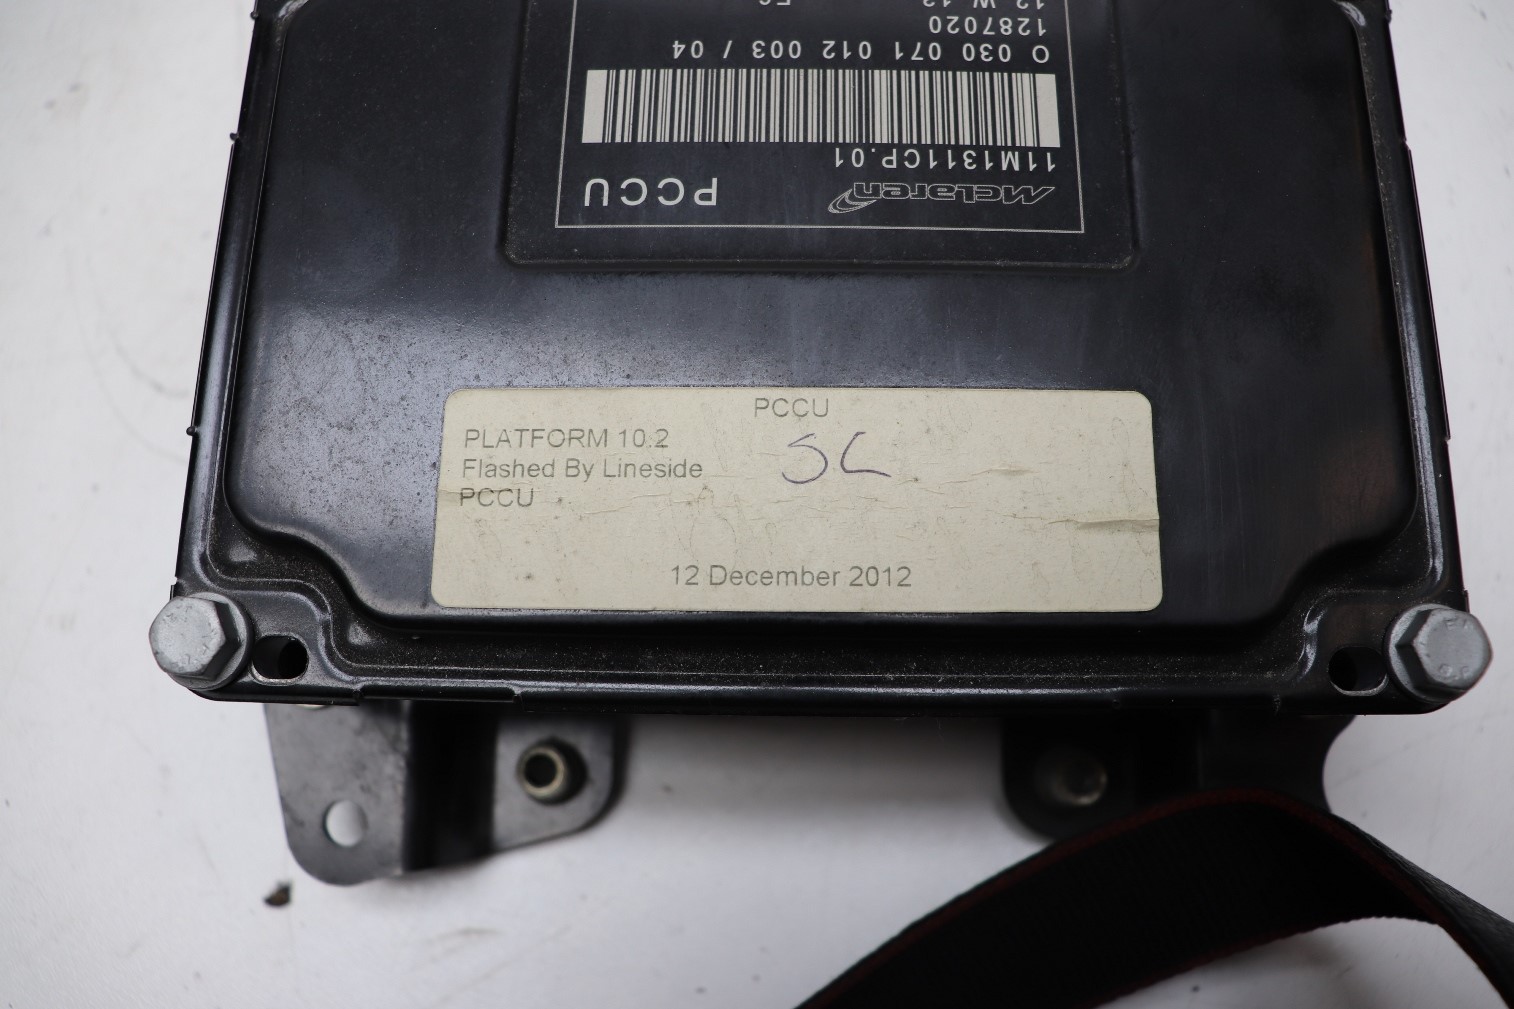 McLaren PCCU
11M1311CP.01
0 030 071 012 003 / 04
1287020
PCCU
PLATFORM 10.2
Flashed By Lineside
PCCU
12 December 2012